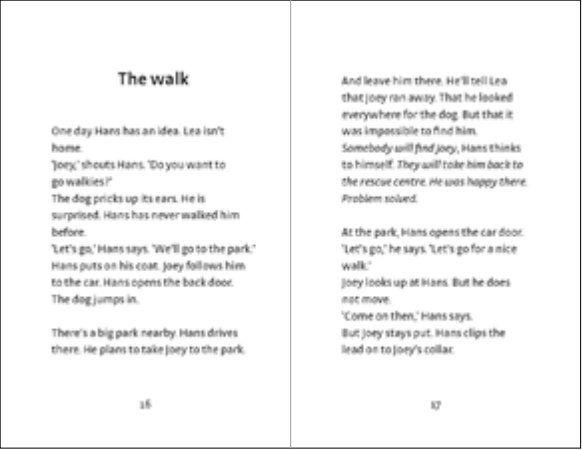 The walk
One day Hans has an idea. Lea isn't
home.
'Joey,' shouts Hans. 'Do you want to
go walkies?'
The dog pricks up its ears. He is
surprised. Hans has never walked him
before.
'Let's go,' Hans says. 'We'll go to the park.'
Hans puts on his coat. Joey follows him
to the car. Hans opens the back door.
The dog jumps in.
There's a big park nearby. Hans drives
there. He plans to take Joey to the park.
16
And leave him there. He'll tell Lea
that Joey ran away. That he looked
everywhere for the dog. But that it
was impossible to find him.
Somebody will find Joey, Hans thinks
to himself. They will take him back to
the rescue centre. He was happy there.
Problem solved.
At the park, Hans opens the car door.
'Let's go,' he says. 'Let's go for a nice
walk.'
Joey looks up at Hans. But he does
not move.
'Come on then,' Hans says.
But Joey stays put. Hans clips the
lead on to Joey's collar.
17